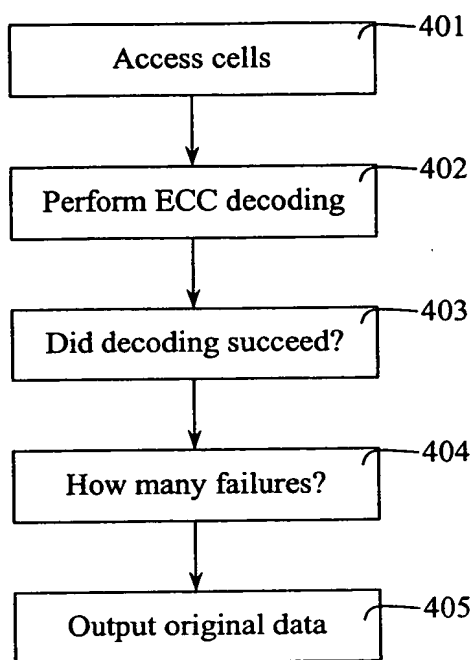 401
Access cells
402
Perform ECC decoding
403
Did decoding succeed?
404
How many failures?
405
Output original data